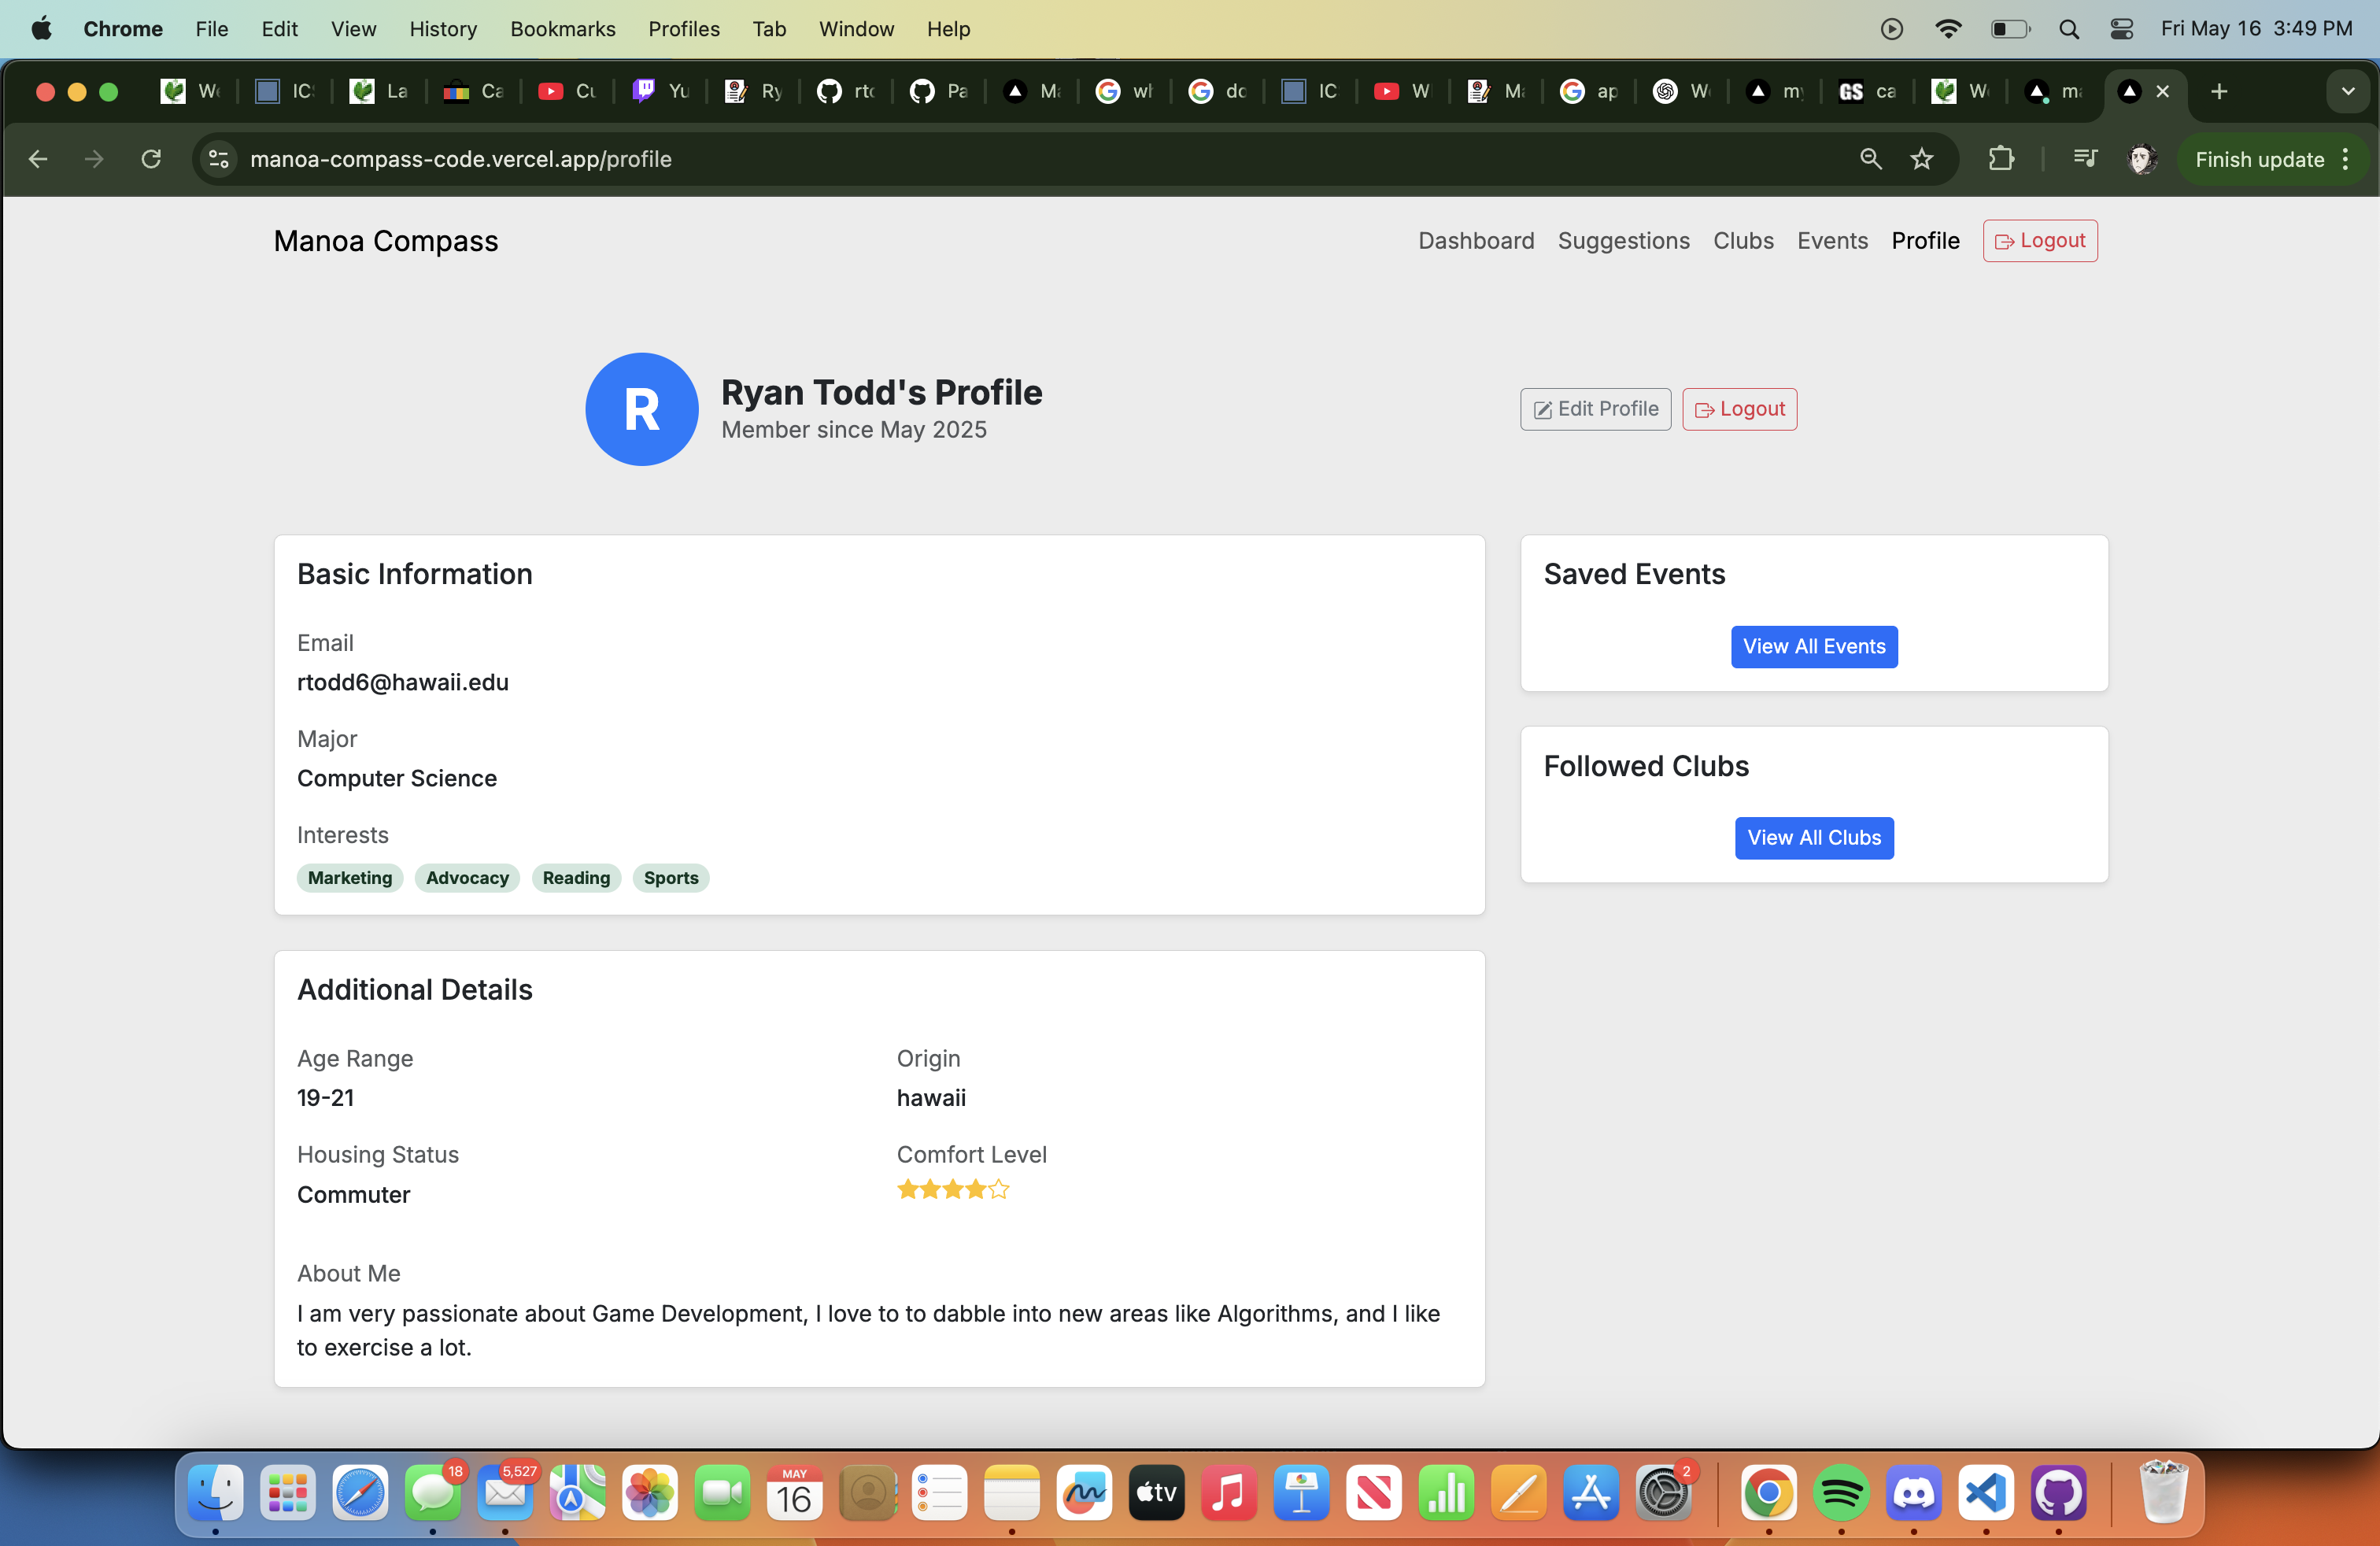 Chrome File Edit View History Bookmarks Profiles Tab Window Help Fri May 16 3:49 PM
We IC La Ca Cu Yu Ry rtc Pa Ma wh do IC W Ma ap W my GS ca W ma
manoa-compass-code.vercel.app/profile Finish update
Manoa Compass Dashboard Suggestions Clubs Events Profile Logout
R
Ryan Todd's Profile
Member since May 2025
Edit Profile Logout
Basic Information
Email
rtodd6@hawaii.edu
Major
Computer Science
Interests
Marketing Advocacy Reading Sports
Saved Events
View All Events
Followed Clubs
View All Clubs
Additional Details
Age Range
19-21
Origin
hawaii
Housing Status
Commuter
Comfort Level
About Me
I am very passionate about Game Development, I love to to dabble into new areas like Algorithms, and I like
to exercise a lot.
18 5,527 MAY 16 tv 2